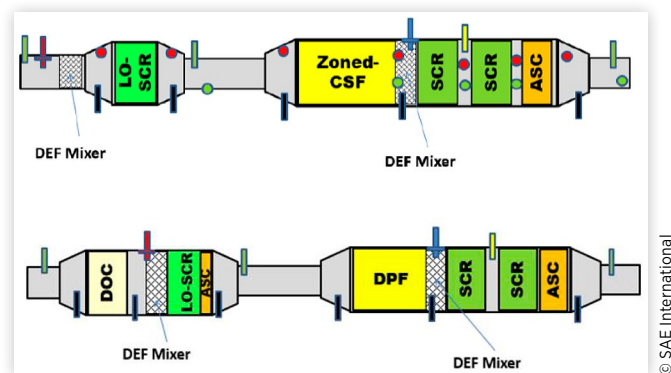 LO-
SCR
Zoned-
CSF
SCR
SCR
ASC
DEF Mixer
DEF Mixer
DOC
LO-SCR
ASC
DPF
SCR
SCR
ASC
DEF Mixer
DEF Mixer
© SAE International